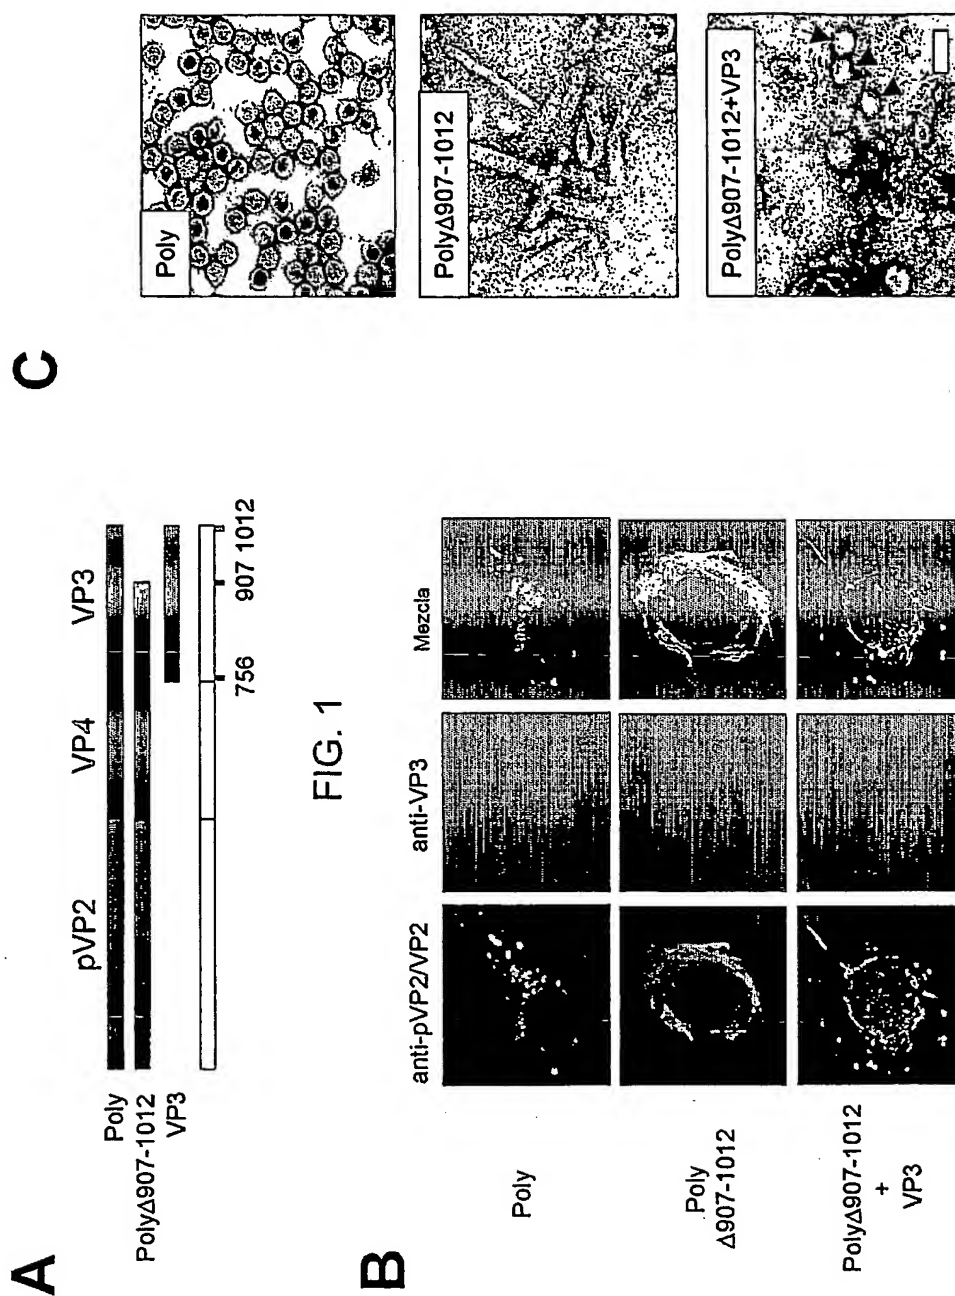 A
pVP2 VP4 VP3
Poly
PolyΔ907-1012
VP3
756 907 1012
FIG. 1
B
anti-pVP2/VP2 anti-VP3 Mezcla
Poly
Poly
Δ907-1012
PolyΔ907-1012
+
VP3
C
Poly
PolyΔ907-1012
PolyΔ907-1012+VP3